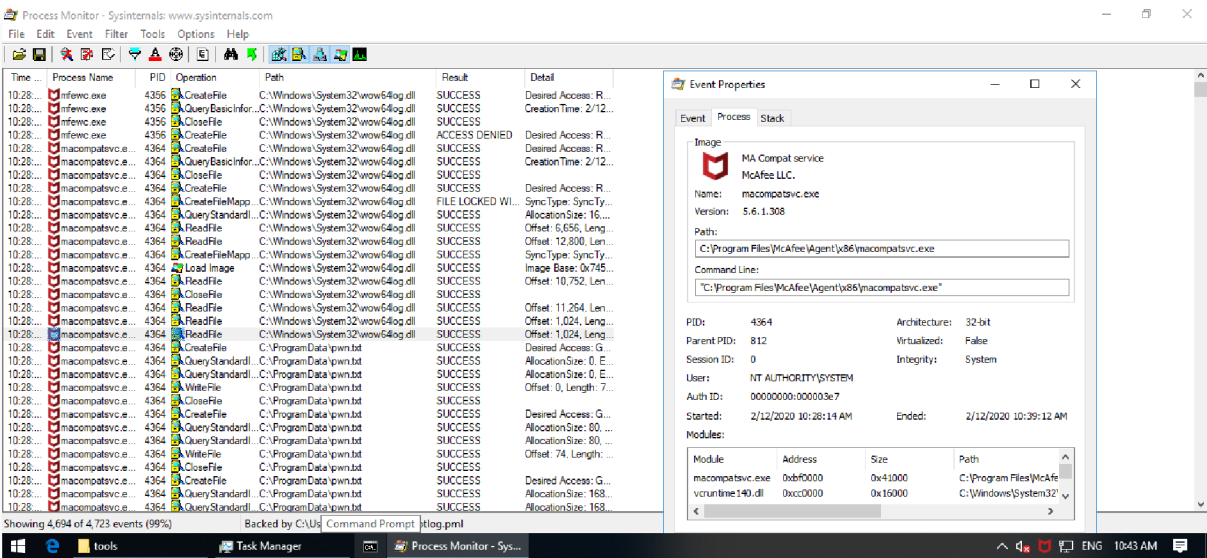 Process Monitor - Sysinternals: www.sysinternals.com
File Edit Event Filter Tools Options Help
Time ... Process Name PID Operation Path Result Detail
10:28:... mfewc.exe 4356 CreateFile C:\Windows\System32\wow64log.dll SUCCESS Desired Access: R...
10:28:... mfewc.exe 4356 QueryBasicInfor...C:\Windows\System32\wow64log.dll SUCCESS CreationTime: 2/12...
10:28:... mfewc.exe 4356 CloseFile C:\Windows\System32\wow64log.dll SUCCESS
10:28:... mfewc.exe 4356 CreateFile C:\Windows\System32\wow64log.dll ACCESS DENIED Desired Access: R...
10:28:... macompatsvc.e... 4364 CreateFile C:\Windows\System32\wow64log.dll SUCCESS Desired Access: R...
10:28:... macompatsvc.e... 4364 QueryBasicInfor...C:\Windows\System32\wow64log.dll SUCCESS CreationTime: 2/12...
10:28:... macompatsvc.e... 4364 CloseFile C:\Windows\System32\wow64log.dll SUCCESS
10:28:... macompatsvc.e... 4364 CreateFile C:\Windows\System32\wow64log.dll SUCCESS Desired Access: R...
10:28:... macompatsvc.e... 4364 CreateFileMapp...C:\Windows\System32\wow64log.dll FILE LOCKED WI... SyncType: SyncTy...
10:28:... macompatsvc.e... 4364 QueryStandardI...C:\Windows\System32\wow64log.dll SUCCESS AllocationSize: 16,...
10:28:... macompatsvc.e... 4364 ReadFile C:\Windows\System32\wow64log.dll SUCCESS Offset: 6,656, Leng...
10:28:... macompatsvc.e... 4364 ReadFile C:\Windows\System32\wow64log.dll SUCCESS Offset: 12,800, Len...
10:28:... macompatsvc.e... 4364 CreateFileMapp...C:\Windows\System32\wow64log.dll SUCCESS SyncType: SyncTy...
10:28:... macompatsvc.e... 4364 Load Image C:\Windows\System32\wow64log.dll SUCCESS Image Base: 0x745...
10:28:... macompatsvc.e... 4364 ReadFile C:\Windows\System32\wow64log.dll SUCCESS Offset: 10,752, Len...
10:28:... macompatsvc.e... 4364 CloseFile C:\Windows\System32\wow64log.dll SUCCESS
10:28:... macompatsvc.e... 4364 ReadFile C:\Windows\System32\wow64log.dll SUCCESS Offset: 11,264, Len...
10:28:... macompatsvc.e... 4364 ReadFile C:\Windows\System32\wow64log.dll SUCCESS Offset: 1,024, Leng...
10:28:... macompatsvc.e... 4364 ReadFile C:\Windows\System32\wow64log.dll SUCCESS Offset: 1,024, Leng...
10:28:... macompatsvc.e... 4364 CreateFile C:\ProgramData\pwn.txt SUCCESS Desired Access: G...
10:28:... macompatsvc.e... 4364 QueryStandardI...C:\ProgramData\pwn.txt SUCCESS AllocationSize: 0, E...
10:28:... macompatsvc.e... 4364 QueryStandardI...C:\ProgramData\pwn.txt SUCCESS AllocationSize: 0, E...
10:28:... macompatsvc.e... 4364 WriteFile C:\ProgramData\pwn.txt SUCCESS Offset: 0, Length: 7...
10:28:... macompatsvc.e... 4364 CloseFile C:\ProgramData\pwn.txt SUCCESS
10:28:... macompatsvc.e... 4364 CreateFile C:\ProgramData\pwn.txt SUCCESS Desired Access: G...
10:28:... macompatsvc.e... 4364 QueryStandardI...C:\ProgramData\pwn.txt SUCCESS AllocationSize: 80, ...
10:28:... macompatsvc.e... 4364 QueryStandardI...C:\ProgramData\pwn.txt SUCCESS AllocationSize: 80, ...
10:28:... macompatsvc.e... 4364 WriteFile C:\ProgramData\pwn.txt SUCCESS Offset: 74, Length: ...
10:28:... macompatsvc.e... 4364 CloseFile C:\ProgramData\pwn.txt SUCCESS
10:28:... macompatsvc.e... 4364 CreateFile C:\ProgramData\pwn.txt SUCCESS Desired Access: G...
10:28:... macompatsvc.e... 4364 QueryStandardI...C:\ProgramData\pwn.txt SUCCESS AllocationSize: 168...
10:28:... macompatsvc.e... 4364 QueryStandardI...C:\ProgramData\pwn.txt SUCCESS AllocationSize: 168...
Showing 4,694 of 4,723 events (99%) Backed by C:\Us Command Prompt otlog.pml
Event Properties
Event Process Stack
Image
MA Compat service
McAfee LLC.
Name: macompatsvc.exe
Version: 5.6.1.308
Path:
C:\Program Files\McAfee\Agent\x86\macompatsvc.exe
Command Line:
"C:\Program Files\McAfee\Agent\x86\macompatsvc.exe"
PID: 4364 Architecture: 32-bit
Parent PID: 812 Virtualized: False
Session ID: 0 Integrity: System
User: NT AUTHORITY\SYSTEM
Auth ID: 00000000:000003e7
Started: 2/12/2020 10:28:14 AM Ended: 2/12/2020 10:39:12 AM
Modules:
Module Address Size Path
macompatsvc.exe 0xbf0000 0x41000 C:\Program Files\McAfe
vcruntime140.dll 0xcc0000 0x16000 C:\Windows\System32\
tools Task Manager Process Monitor - Sys... ENG 10:43 AM